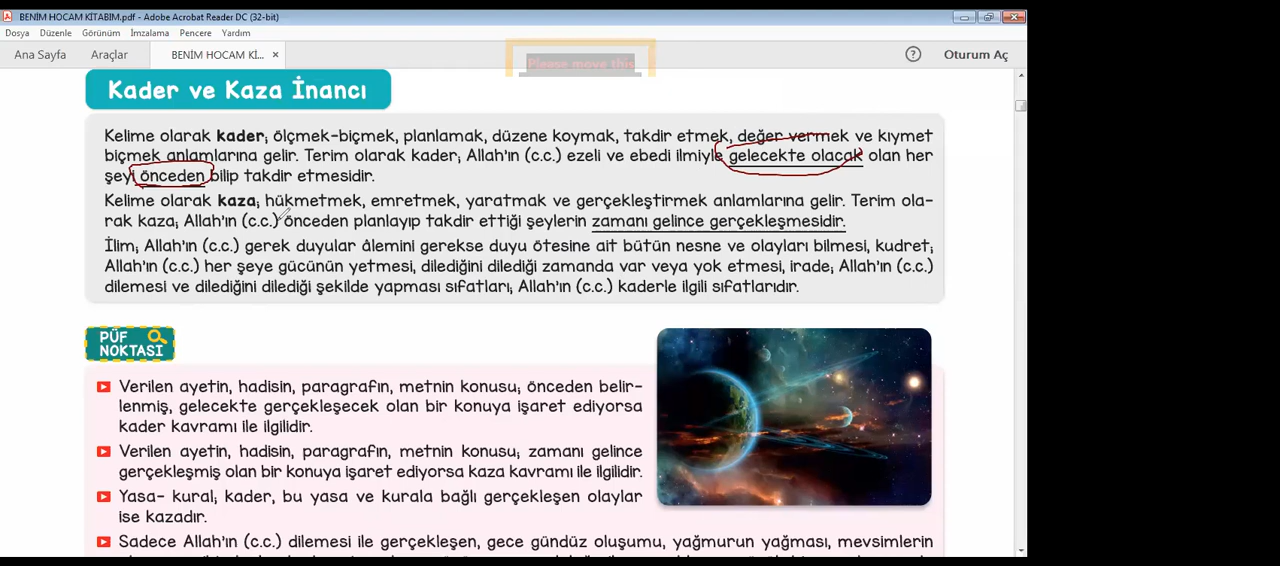 BENİM HOCAM KİTABIM.pdf - Adobe Acrobat Reader DC (32-bit)
Dosya Düzenle Görünüm İmzalama Pencere Yardım
Ana Sayfa Araçlar BENİM HOCAM Kİ... × ? Oturum Aç
Please move this
Kader ve Kaza İnancı
Kelime olarak kader; ölçmek-biçmek, planlamak, düzene koymak, takdir etmek, değer vermek ve kıymet
biçmek anlamlarına gelir. Terim olarak kader; Allah'ın (c.c.) ezeli ve ebedi ilmiyle gelecekte olacak olan her
şeyi önceden bilip takdir etmesidir.
Kelime olarak kaza; hükmetmek, emretmek, yaratmak ve gerçekleştirmek anlamlarına gelir. Terim ola-
rak kaza; Allah'ın (c.c.) önceden planlayıp takdir ettiği şeylerin zamanı gelince gerçekleşmesidir.
İlim; Allah'ın (c.c.) gerek duyular âlemini gerekse duyu ötesine ait bütün nesne ve olayları bilmesi, kudret;
Allah'ın (c.c.) her şeye gücünün yetmesi, dilediğini dilediği zamanda var veya yok etmesi, irade; Allah'ın (c.c.)
dilemesi ve dilediğini dilediği şekilde yapması sıfatları; Allah'ın (c.c.) kaderle ilgili sıfatlarıdır.
PÜF
NOKTASI
Verilen ayetin, hadisin, paragrafın, metnin konusu; önceden belir-
lenmiş, gelecekte gerçekleşecek olan bir konuya işaret ediyorsa
kader kavramı ile ilgilidir.
Verilen ayetin, hadisin, paragrafın, metnin konusu; zamanı gelince
gerçekleşmiş olan bir konuya işaret ediyorsa kaza kavramı ile ilgilidir.
Yasa- kural; kader, bu yasa ve kurala bağlı gerçekleşen olaylar
ise kazadır.
Sadece Allah'ın (c.c.) dilemesi ile gerçekleşen, gece gündüz oluşumu, yağmurun yağması, mevsimlerin